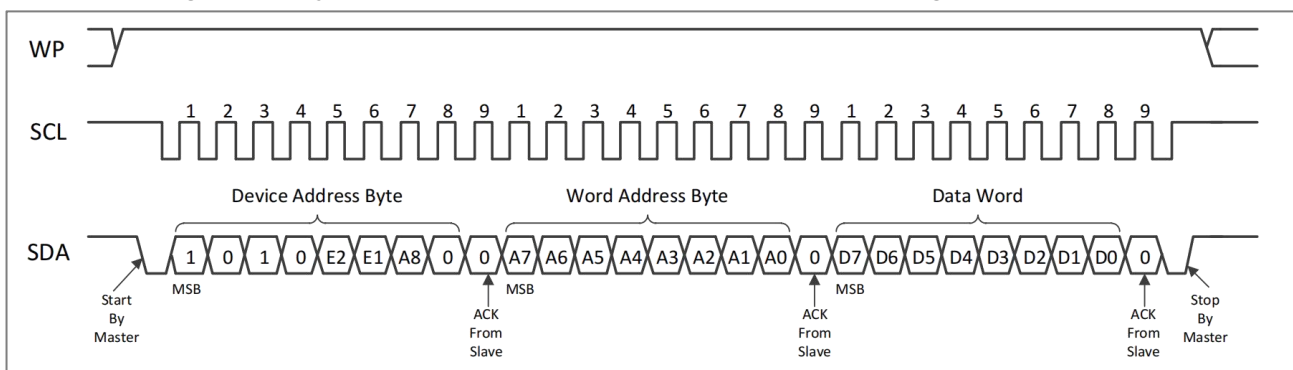 WP
1 2 3 4 5 6 7 8 9 1 2 3 4 5 6 7 8 9 1 2 3 4 5 6 7 8 9
SCL
Device Address Byte Word Address Byte Data Word
SDA 1 0 1 0 E2 E1 A8 0 0 A7 A6 A5 A4 A3 A2 A1 A0 0 D7 D6 D5 D4 D3 D2 D1 D0 0
MSB MSB MSB
Start
By
Master
ACK
From
Slave
ACK
From
Slave
ACK
From
Slave
Stop
By
Master